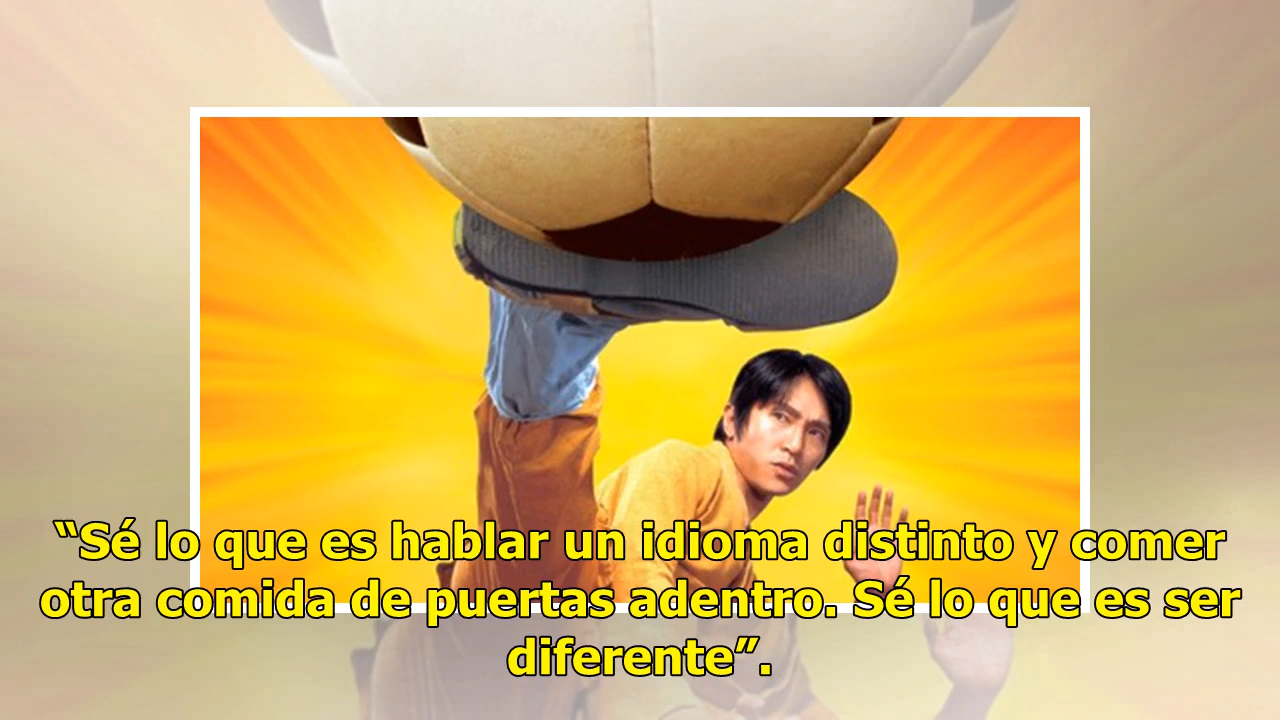 “Sé lo que es hablar un idioma distinto y comer
otra comida de puertas adentro. Sé lo que es ser
diferente”.